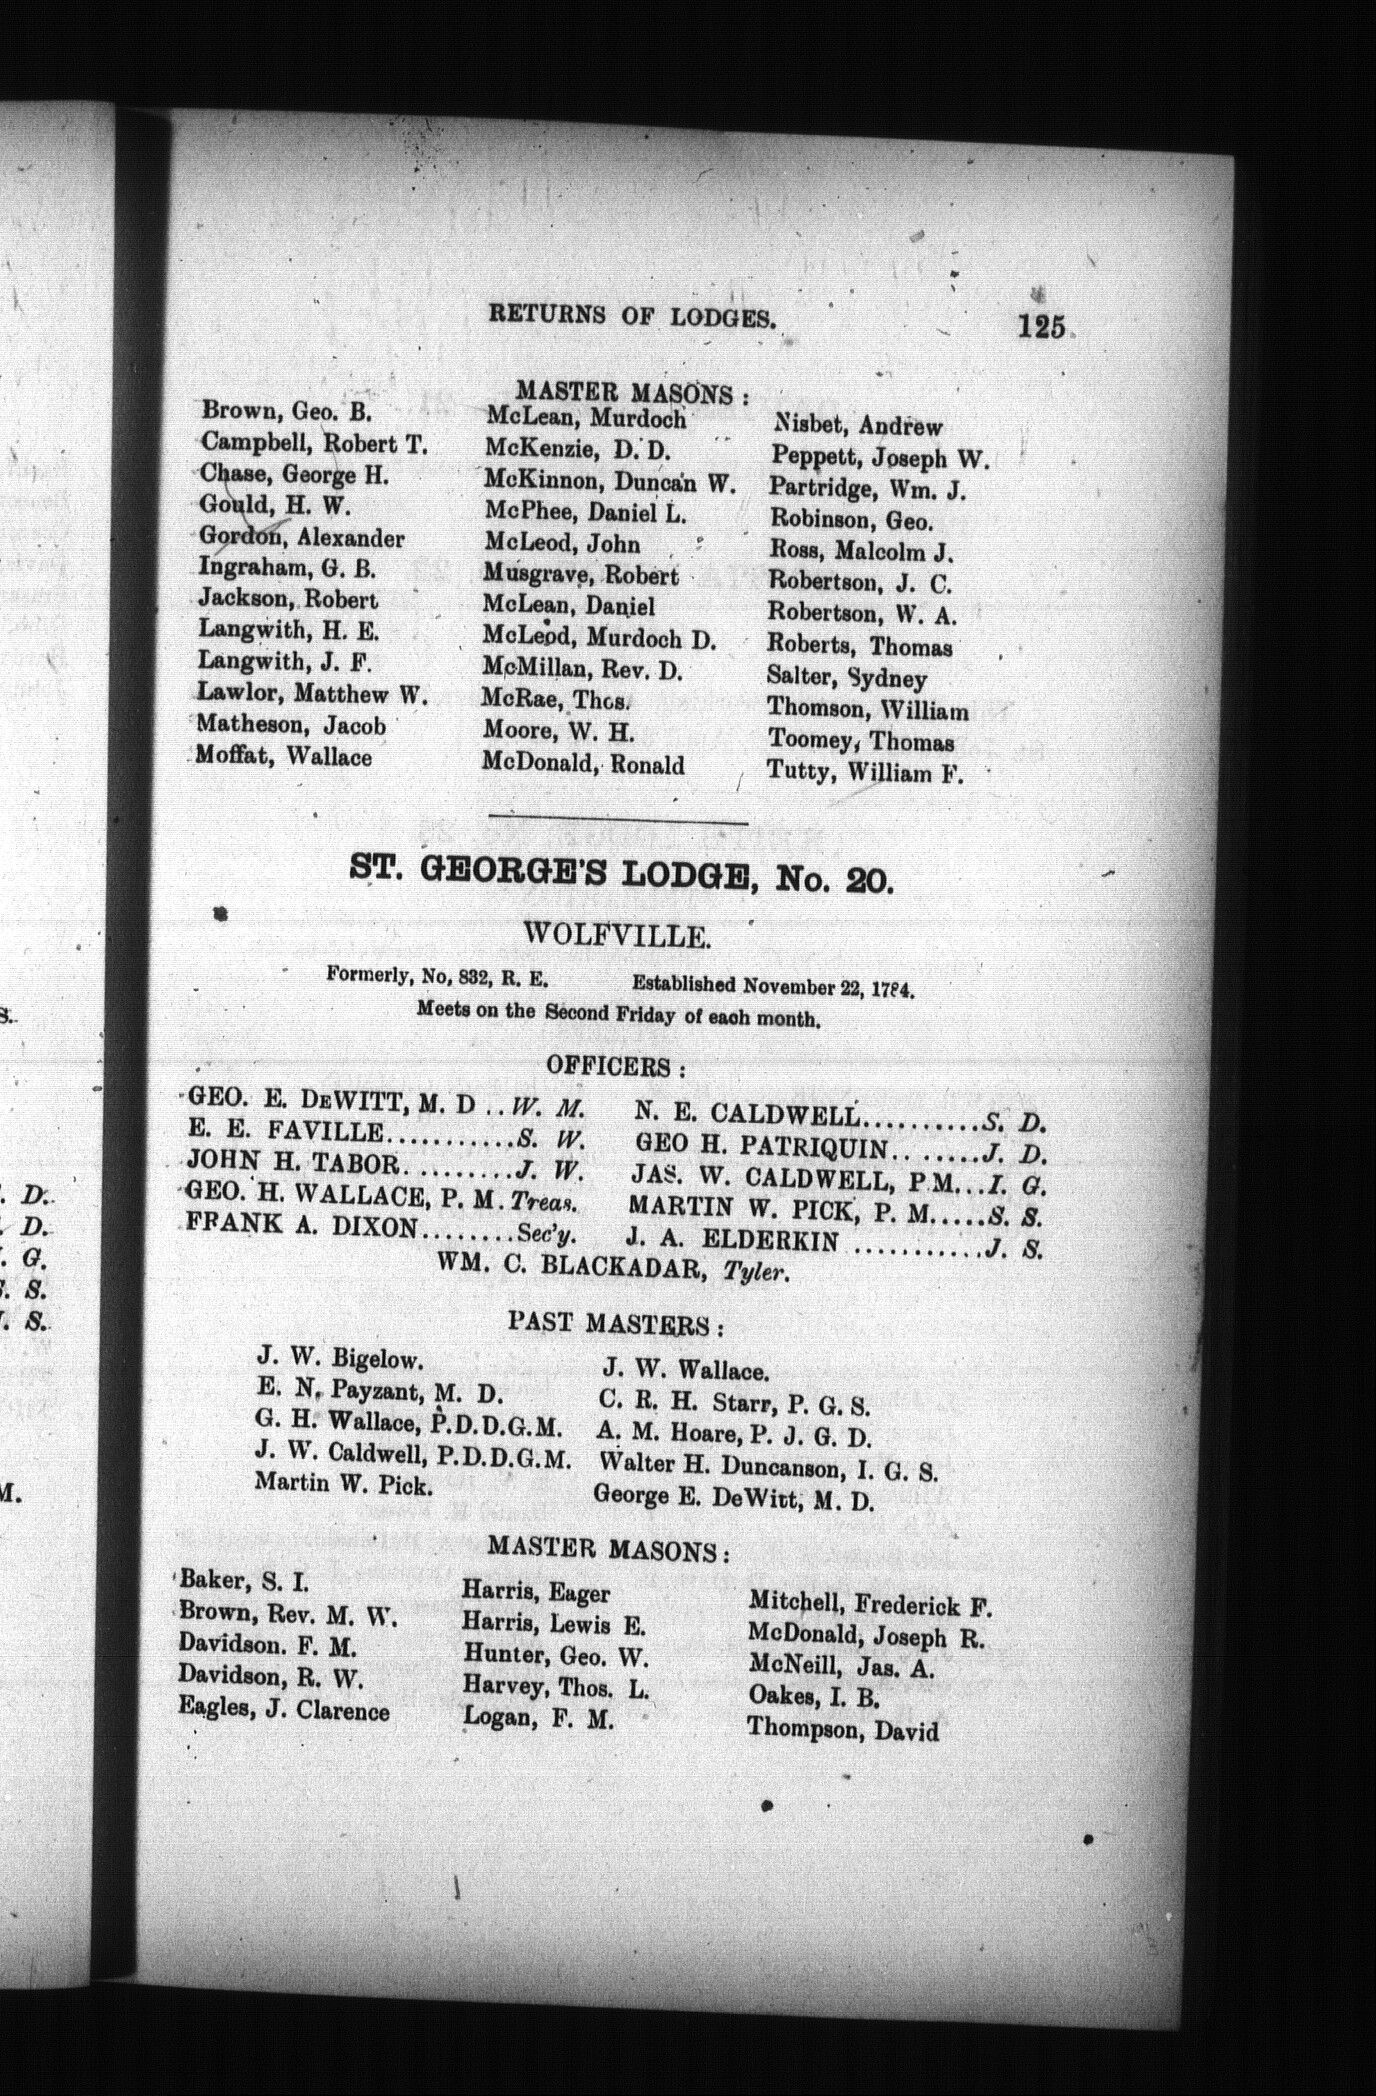 RETURNS OF LODGES. 125
MASTER MASONS :
Brown, Geo. B. McLean, Murdoch Nisbet, Andrew
Campbell, Robert T. McKenzie, D. D. Peppett, Joseph W.
Chase, George H. McKinnon, Duncan W. Partridge, Wm. J.
Gould, H. W. McPhee, Daniel L. Robinson, Geo.
Gordon, Alexander McLeod, John Ross, Malcolm J.
Ingraham, G. B. Musgrave, Robert Robertson, J. C.
Jackson, Robert McLean, Daniel Robertson, W. A.
Langwith, H. E. McLeod, Murdoch D. Roberts, Thomas
Langwith, J. F. McMillan, Rev. D. Salter, Sydney
Lawlor, Matthew W. McRae, Thos. Thomson, William
Matheson, Jacob Moore, W. H. Toomey, Thomas
Moffat, Wallace McDonald, Ronald Tutty, William F.
ST. GEORGE'S LODGE, No. 20.
WOLFVILLE.
Formerly, No, 832, R. E. Established November 22, 1784.
Meets on the Second Friday of each month.
OFFICERS :
GEO. E. DEWITT, M. D .. W. M. N. E. CALDWELL..........S. D.
E. E. FAVILLE...........S. W. GEO H. PATRIQUIN........J. D.
JOHN H. TABOR..........J. W. JAS. W. CALDWELL, P M...I. G.
GEO. H. WALLACE, P. M. Treas. MARTIN W. PICK, P. M.....S. S.
FRANK A. DIXON........Sec'y. J. A. ELDERKIN ...........J. S.
WM. C. BLACKADAR, Tyler.
PAST MASTERS :
J. W. Bigelow. J. W. Wallace.
E. N. Payzant, M. D. C. R. H. Starr, P. G. S.
G. H. Wallace, P.D.D.G.M. A. M. Hoare, P. J. G. D.
J. W. Caldwell, P.D.D.G.M. Walter H. Duncanson, I. G. S.
Martin W. Pick. George E. DeWitt, M. D.
MASTER MASONS :
Baker, S. I. Harris, Eager Mitchell, Frederick F.
Brown, Rev. M. W. Harris, Lewis E. McDonald, Joseph R.
Davidson. F. M. Hunter, Geo. W. McNeill, Jas. A.
Davidson, R. W. Harvey, Thos. L. Oakes, I. B.
Eagles, J. Clarence Logan, F. M. Thompson, David